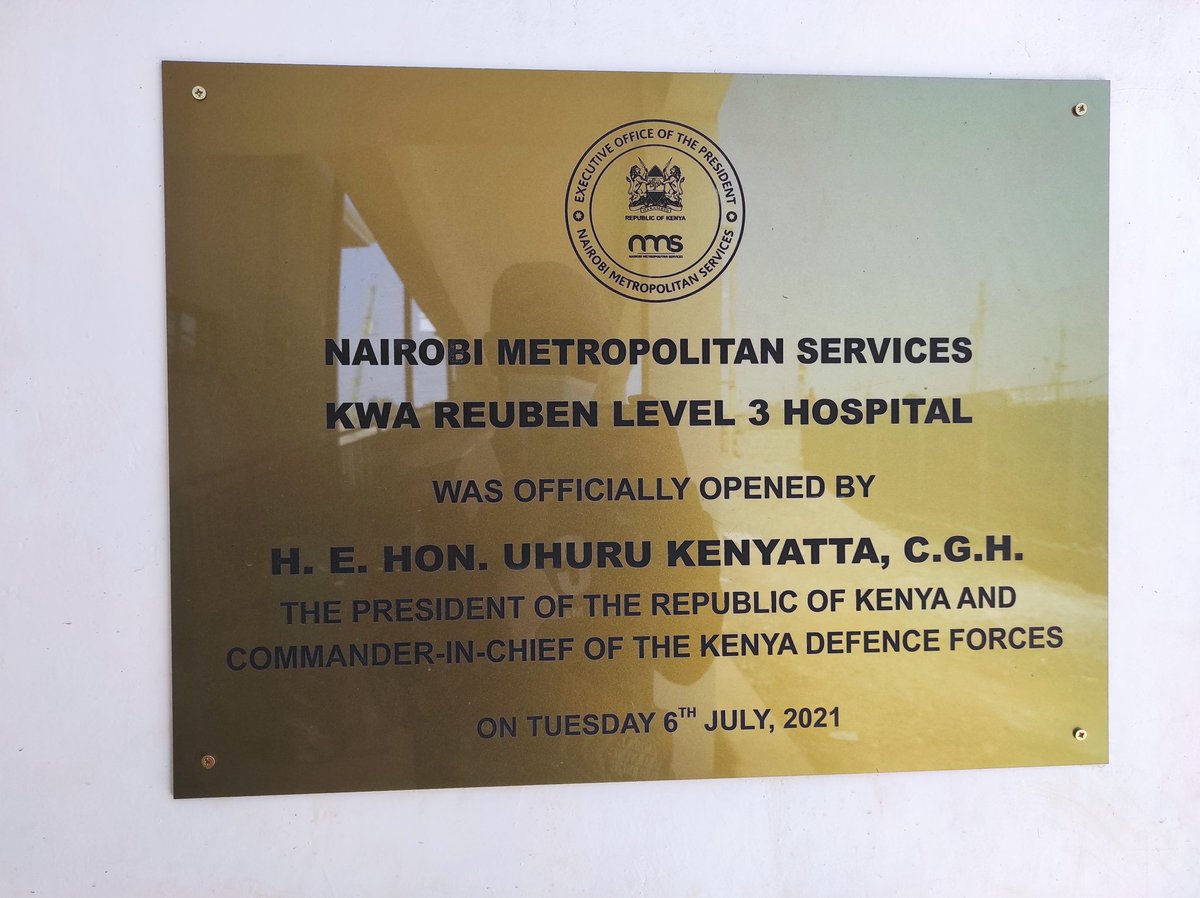 EXECUTIVE OFFICE OF THE PRESIDENT
REPUBLIC OF KENYA
nms
NAIROBI METROPOLITAN SERVICES
NAIROBI METROPOLITAN SERVICES
NAIROBI METROPOLITAN SERVICES
KWA REUBEN LEVEL 3 HOSPITAL
WAS OFFICIALLY OPENED BY
H. E. HON. UHURU KENYATTA, C.G.H.
THE PRESIDENT OF THE REPUBLIC OF KENYA AND
COMMANDER-IN-CHIEF OF THE KENYA DEFENCE FORCES
ON TUESDAY 6TH JULY, 2021